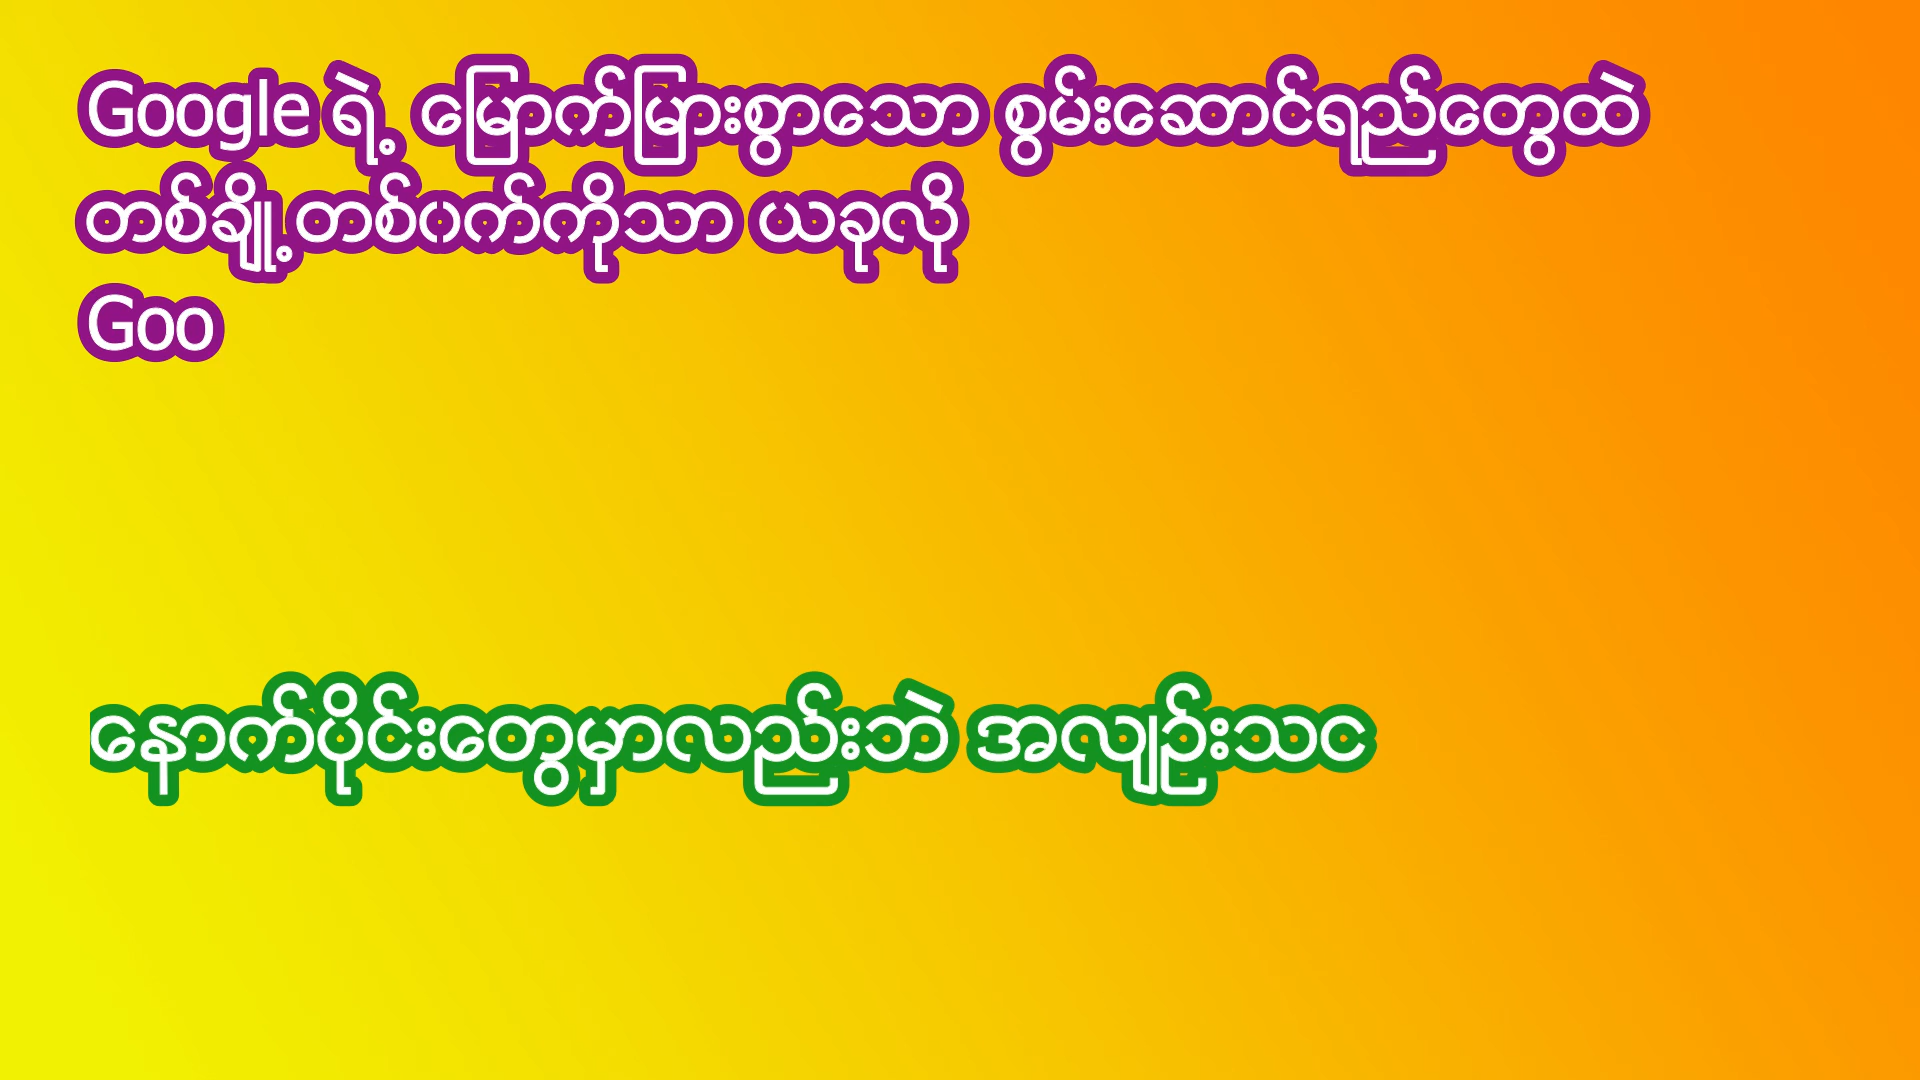 Google ရဲ့ မြောက်မြားစွာသော စွမ်းဆောင်ရည်တွေထဲ
တစ်ချို့တစ်ဝက်ကိုသာ ယခုလို
Goo
နောက်ပိုင်းတွေမှာလည်းဘဲ အလျဉ်းသင